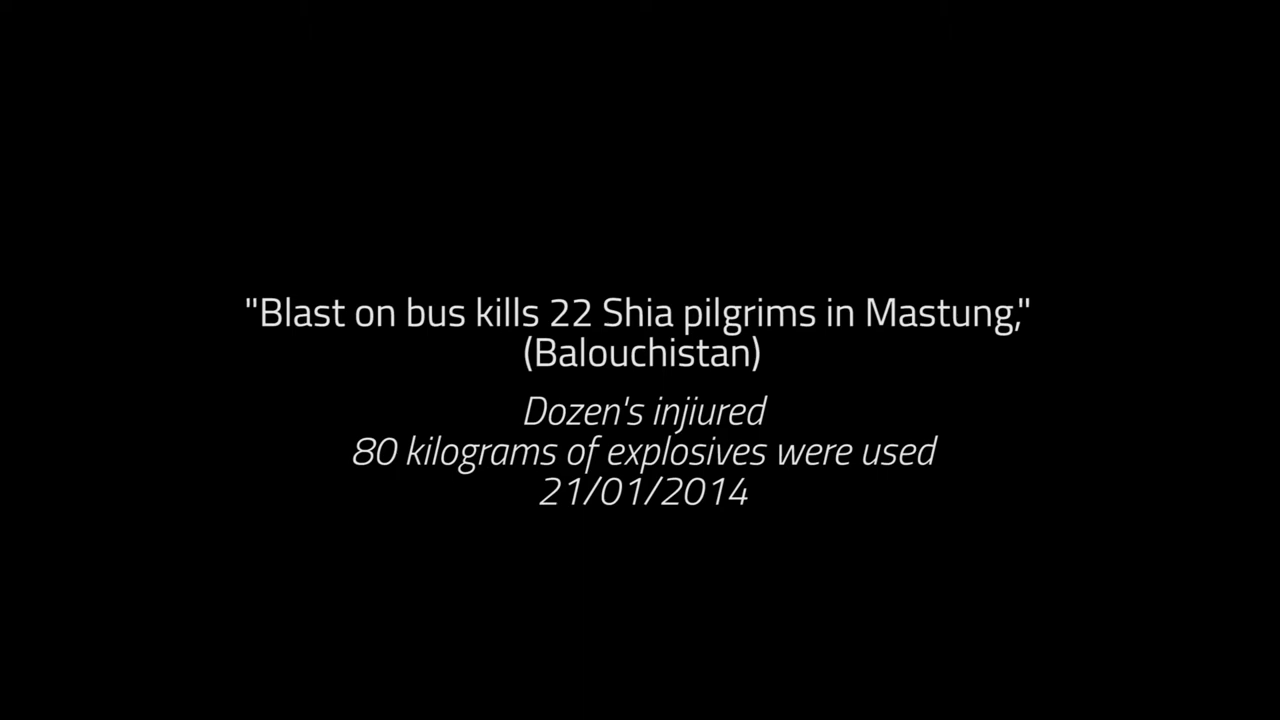 "Blast on bus kills 22 Shia pilgrims in Mastung,"
(Balouchistan)
Dozen's injiured
80 kilograms of explosives were used
21/01/2014